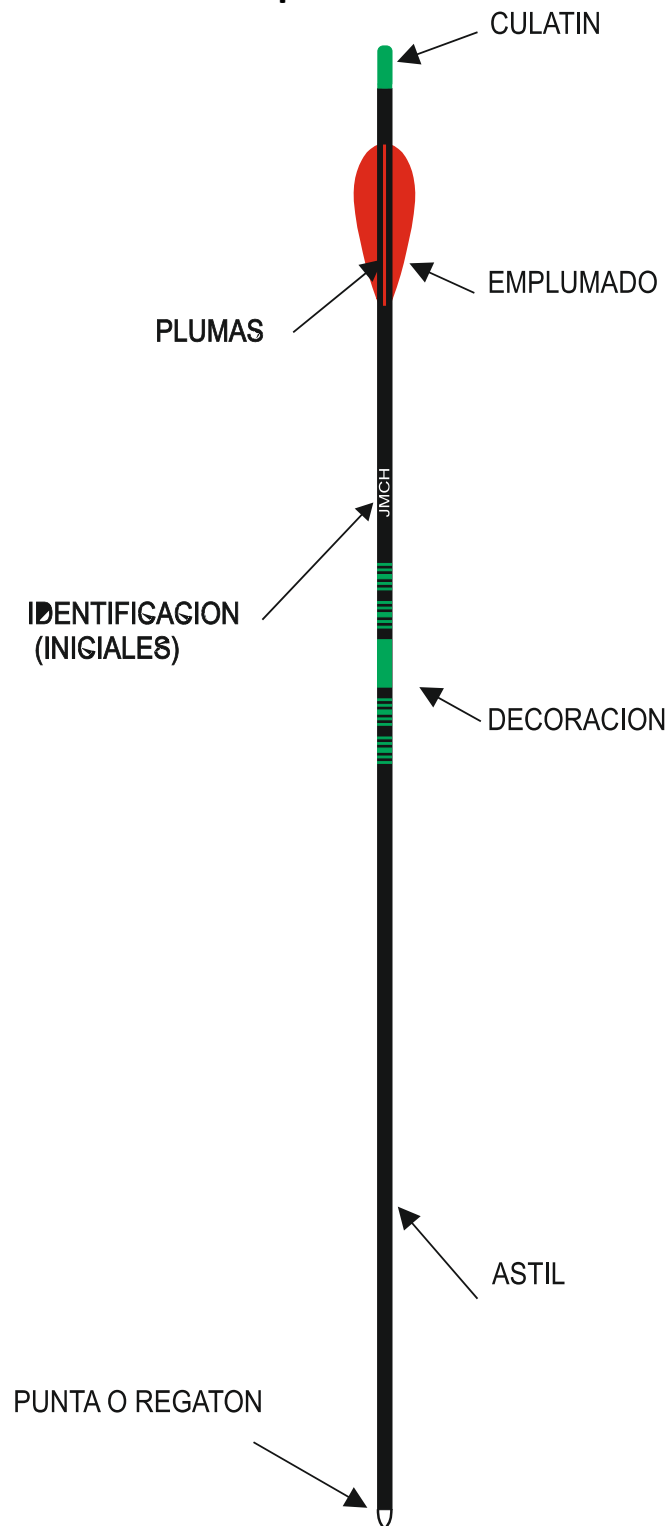 CULATIN
EMPLUMADO
PLUMAS
JMCH
IDENTIFICACION
(INICIALES)
DECORACION
ASTIL
PUNTA O REGATON